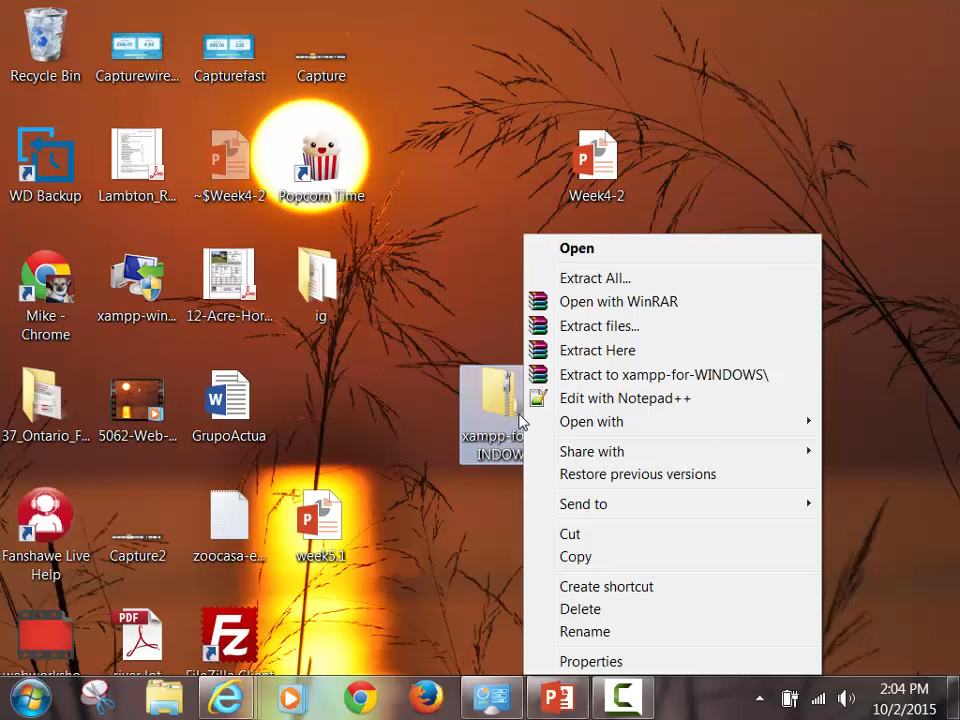 Recycle Bin
Capturewire...
Capturefast
Capture
WD Backup
Lambton_R...
~$Week4-2
Popcorn Time
Week4-2
Mike -
Chrome
xampp-win...
12-Acre-Hor...
ig
37_Ontario_F...
5062-Web-...
GrupoActua
xampp-fo
INDOW
Fanshawe Live
Help
Capture2
zoocasa-e...
week5.1
PDF
FileZilla Client
Open
Extract All...
Open with WinRAR
Extract files...
Extract Here
Extract to xampp-for-WINDOWS\
Edit with Notepad++
Open with
Share with
Restore previous versions
Send to
Cut
Copy
Create shortcut
Delete
Rename
Properties
2:04 PM
10/2/2015